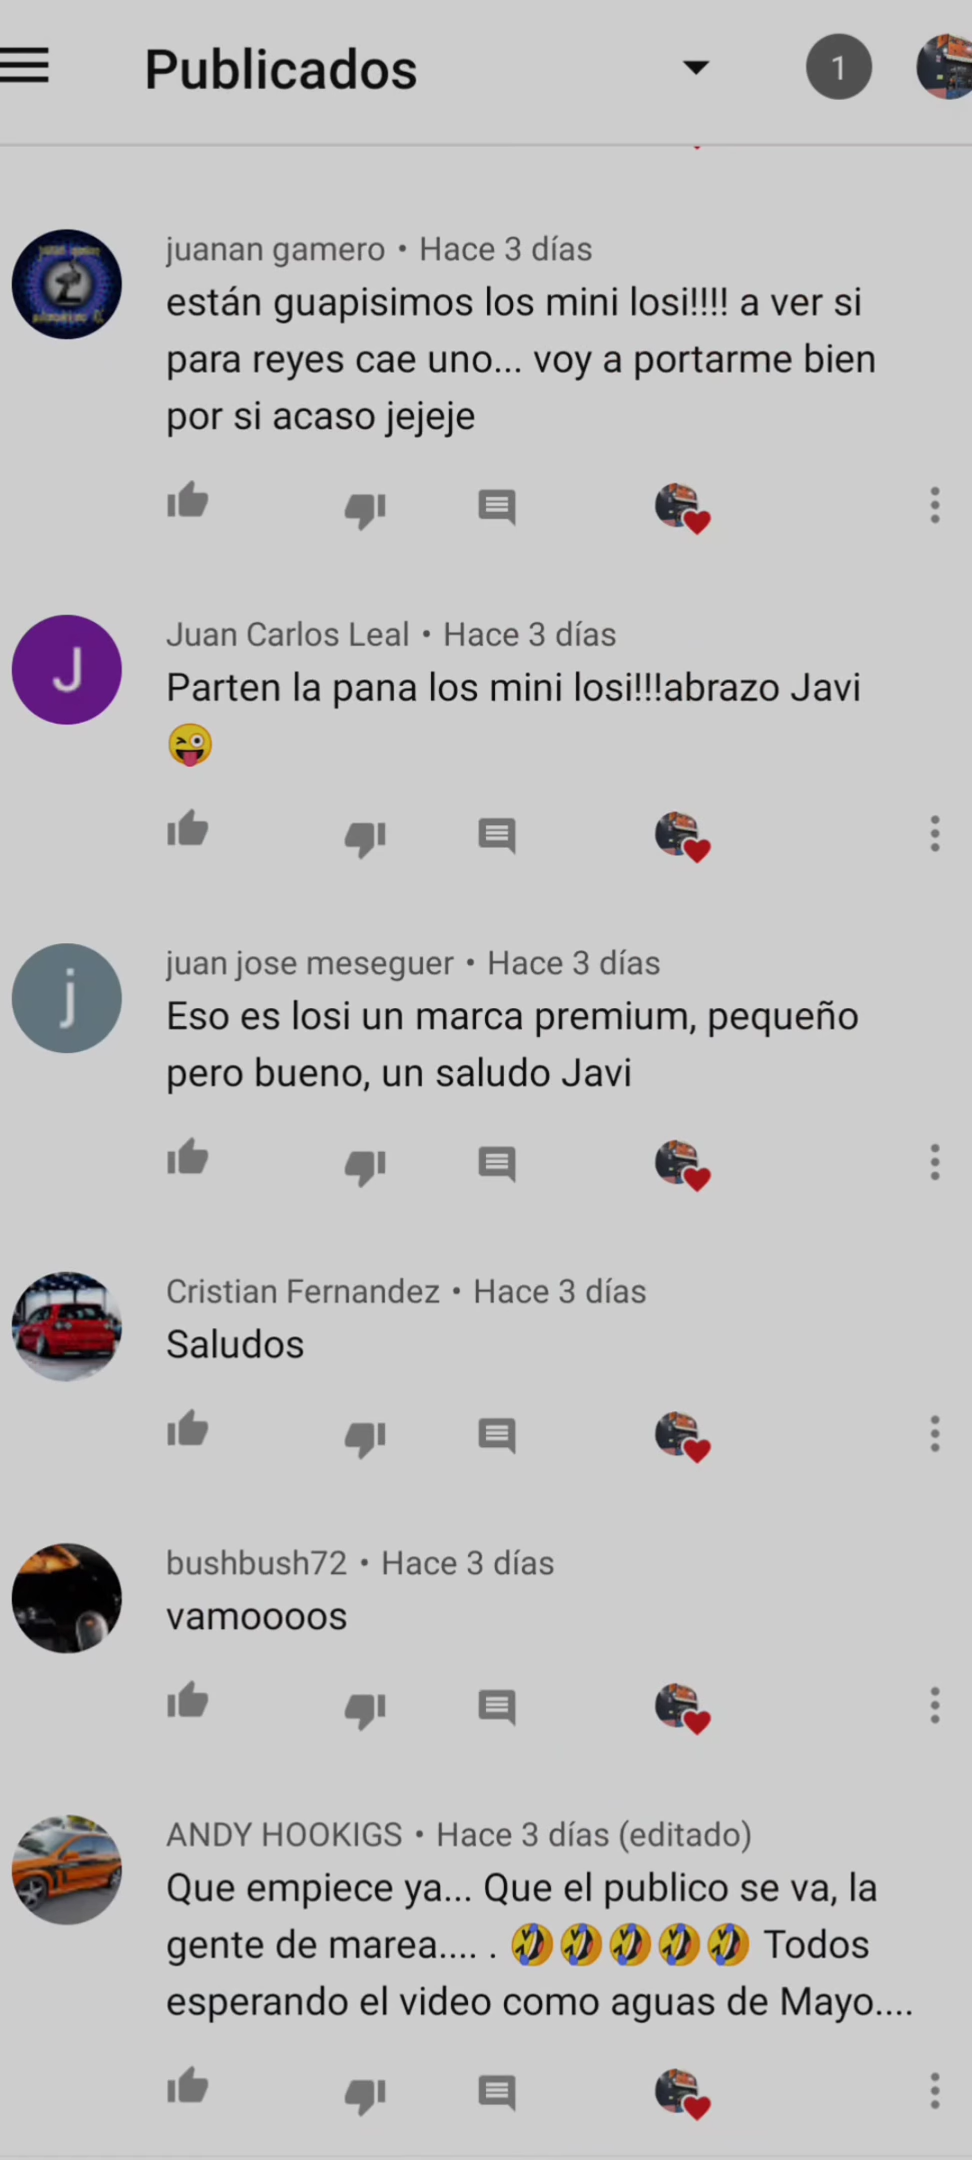 Publicados
1
juanan gamero • Hace 3 días
están guapisimos los mini losi!!!! a ver si
para reyes cae uno... voy a portarme bien
por si acaso jejeje
J
Juan Carlos Leal • Hace 3 días
Parten la pana los mini losi!!!abrazo Javi
😜
j
juan jose meseguer • Hace 3 días
Eso es losi un marca premium, pequeño
pero bueno, un saludo Javi
Cristian Fernandez • Hace 3 días
Saludos
bushbush72 • Hace 3 días
vamoooos
ANDY HOOKIGS • Hace 3 días (editado)
Que empiece ya... Que el publico se va, la
gente de marea.... . 🤣🤣🤣🤣🤣 Todos
esperando el video como aguas de Mayo....